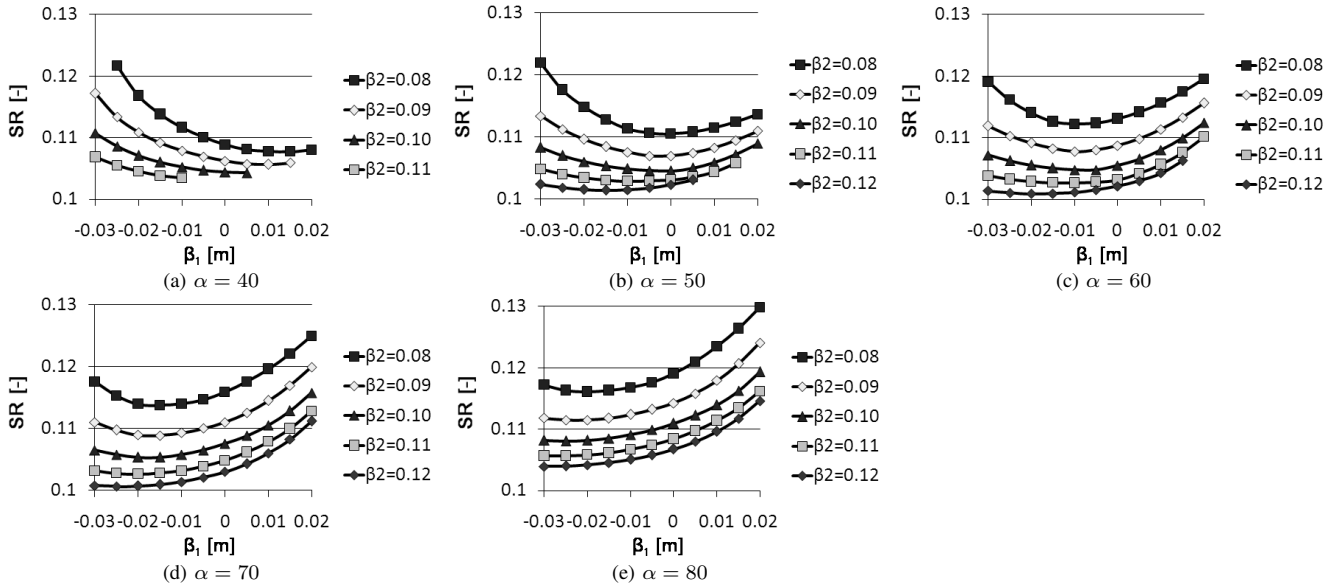 0.13
0.12
0.11
0.1
SR [-]
-0.03 -0.02 -0.01 0 0.01 0.02
β₁ [m]
β2=0.08
β2=0.09
β2=0.10
β2=0.11
(a) α = 40
0.13
0.12
0.11
0.1
SR [-]
-0.03 -0.02 -0.01 0 0.01 0.02
β₁ [m]
β2=0.08
β2=0.09
β2=0.10
β2=0.11
β2=0.12
(b) α = 50
0.13
0.12
0.11
0.1
SR [-]
-0.03 -0.02 -0.01 0 0.01 0.02
β₁ [m]
β2=0.08
β2=0.09
β2=0.10
β2=0.11
β2=0.12
(c) α = 60
0.13
0.12
0.11
0.1
SR [-]
-0.03 -0.02 -0.01 0 0.01 0.02
β₁ [m]
β2=0.08
β2=0.09
β2=0.10
β2=0.11
β2=0.12
(d) α = 70
0.13
0.12
0.11
0.1
SR [-]
-0.03 -0.02 -0.01 0 0.01 0.02
β₁ [m]
β2=0.08
β2=0.09
β2=0.10
β2=0.11
β2=0.12
(e) α = 80